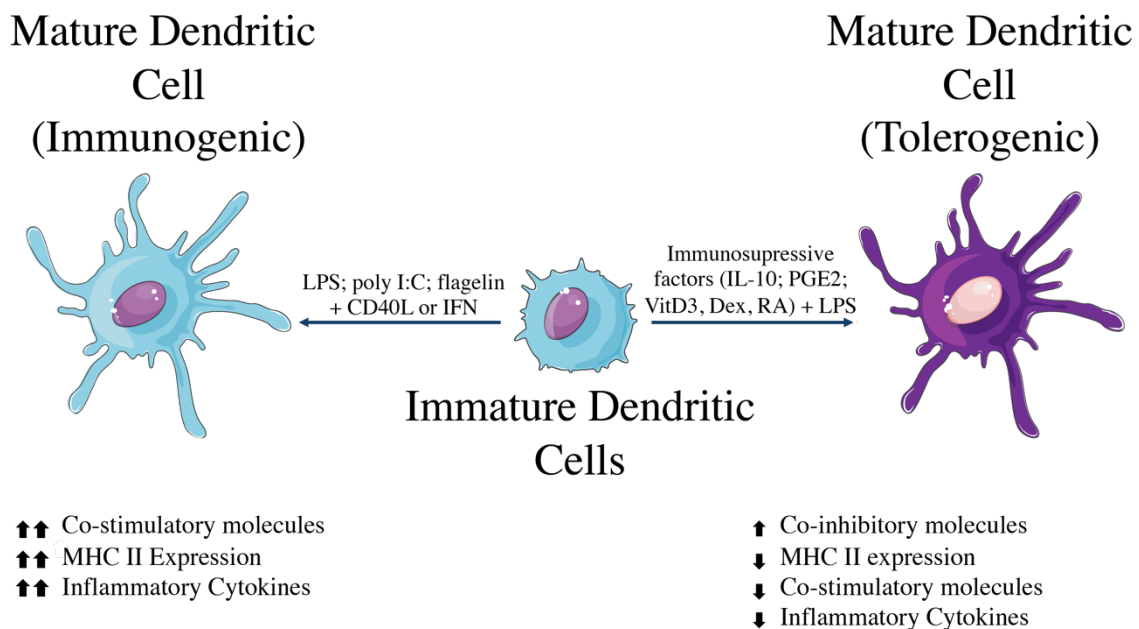 Mature Dendritic
Cell
(Immunogenic)
Mature Dendritic
Cell
(Tolerogenic)
LPS; poly I:C; flagelin
+ CD40L or IFN
Immunosupressive
factors (IL-10; PGE2;
VitD3, Dex, RA) + LPS
Immature Dendritic
Cells
Co-stimulatory molecules
MHC II Expression
Inflammatory Cytokines
Co-inhibitory molecules
MHC II expression
Co-stimulatory molecules
Inflammatory Cytokines